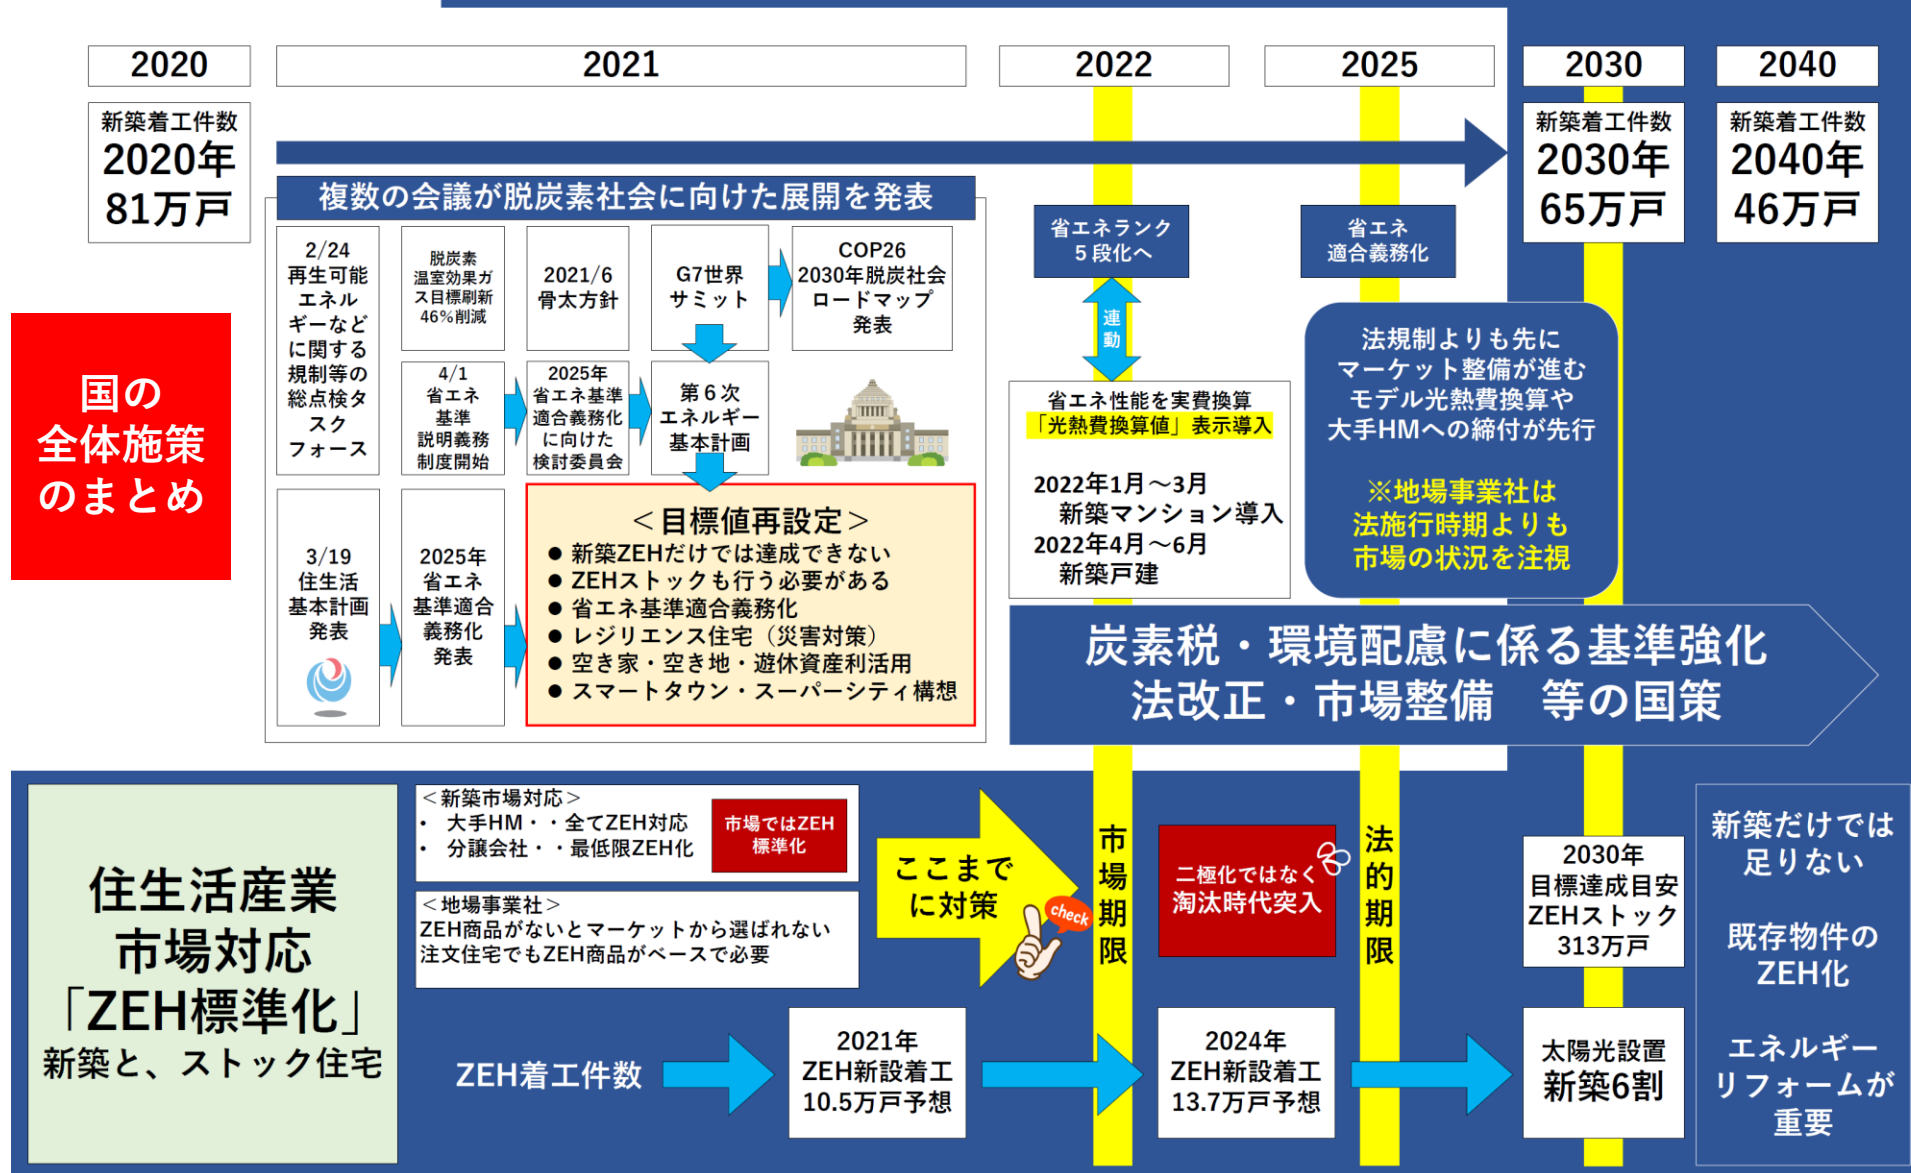 2020
2021
2022
2025
2030
2040
新築着工件数
2020年
81万戸
新築着工件数
2030年
65万戸
新築着工件数
2040年
46万戸
国の
全体施策
のまとめ
複数の会議が脱炭素社会に向けた展開を発表
2/24
再生可能
エネル
ギーなど
に関する
規制等の
総点検タ
スク
フォース
脱炭素
温室効果ガ
ス目標刷新
46%削減
2021/6
骨太方針
G7世界
サミット
COP26
2030年脱炭社会
ロードマップ
発表
4/1
省エネ
基準
説明義務
制度開始
2025年
省エネ基準
適合義務化
に向けた
検討委員会
第6次
エネルギー
基本計画
3/19
住生活
基本計画
発表
2025年
省エネ
基準適合
義務化
発表
＜目標値再設定＞
● 新築ZEHだけでは達成できない
● ZEHストックも行う必要がある
● 省エネ基準適合義務化
● レジリエンス住宅（災害対策）
● 空き家・空き地・遊休資産利活用
● スマートタウン・スーパーシティ構想
省エネランク
５段化へ
連動
省エネ性能を実費換算
「光熱費換算値」表示導入
2022年1月～3月
新築マンション導入
2022年4月～6月
新築戸建
省エネ
適合義務化
法規制よりも先に
マーケット整備が進む
モデル光熱費換算や
大手HMへの締付が先行
※地場事業社は
法施行時期よりも
市場の状況を注視
炭素税・環境配慮に係る基準強化
法改正・市場整備　等の国策
住生活産業
市場対応
「ZEH標準化」
新築と、ストック住宅
＜新築市場対応＞
• 大手HM・・全てZEH対応
• 分譲会社・・最低限ZEH化
市場ではZEH
標準化
＜地場事業社＞
ZEH商品がないとマーケットから選ばれない
注文住宅でもZEH商品がベースで必要
ここまで
に対策
check
市場期限
二極化ではなく
淘汰時代突入
法的期限
2030年
目標達成目安
ZEHストック
313万戸
新築だけでは
足りない
既存物件の
ZEH化
エネルギー
リフォームが
重要
ZEH着工件数
2021年
ZEH新設着工
10.5万戸予想
2024年
ZEH新設着工
13.7万戸予想
太陽光設置
新築6割